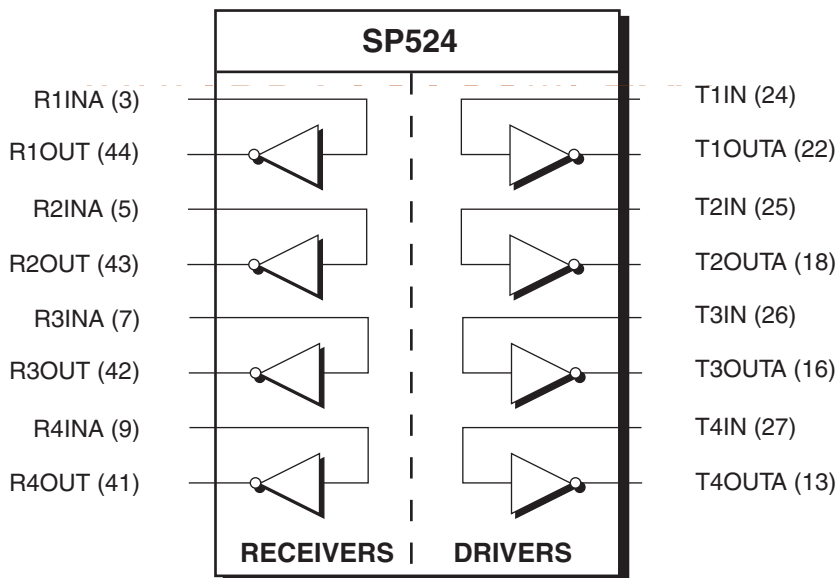 SP524
R1INA (3)
R1OUT (44)
R2INA (5)
R2OUT (43)
R3INA (7)
R3OUT (42)
R4INA (9)
R4OUT (41)
T1IN (24)
T1OUTA (22)
T2IN (25)
T2OUTA (18)
T3IN (26)
T3OUTA (16)
T4IN (27)
T4OUTA (13)
RECEIVERS
DRIVERS